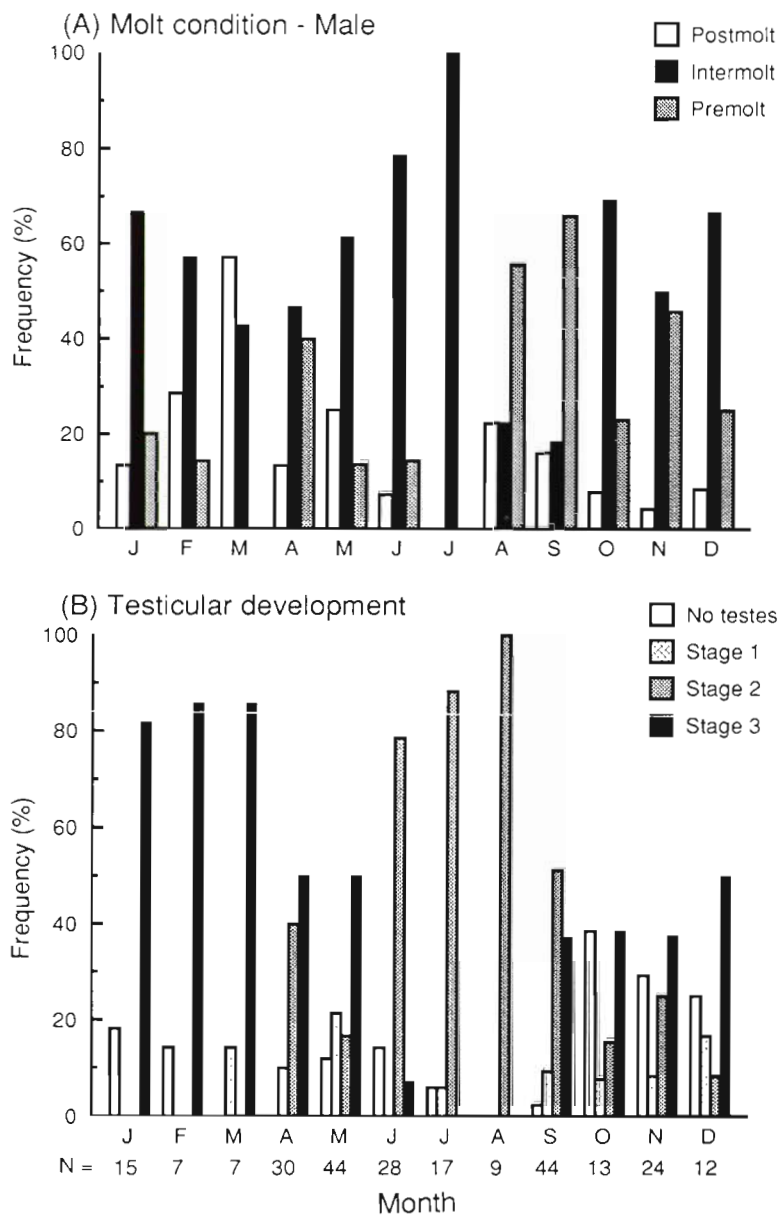 (A) Molt condition - Male
Postmolt
Intermolt
Premolt
Frequency (%)
100
80
60
40
20
0
J F M A M J J A S O N D
(B) Testicular development
No testes
Stage 1
Stage 2
Stage 3
Frequency (%)
100
80
60
40
20
0
J F M A M J J A S O N D
N = 15 7 7 30 44 28 17 9 44 13 24 12
Month